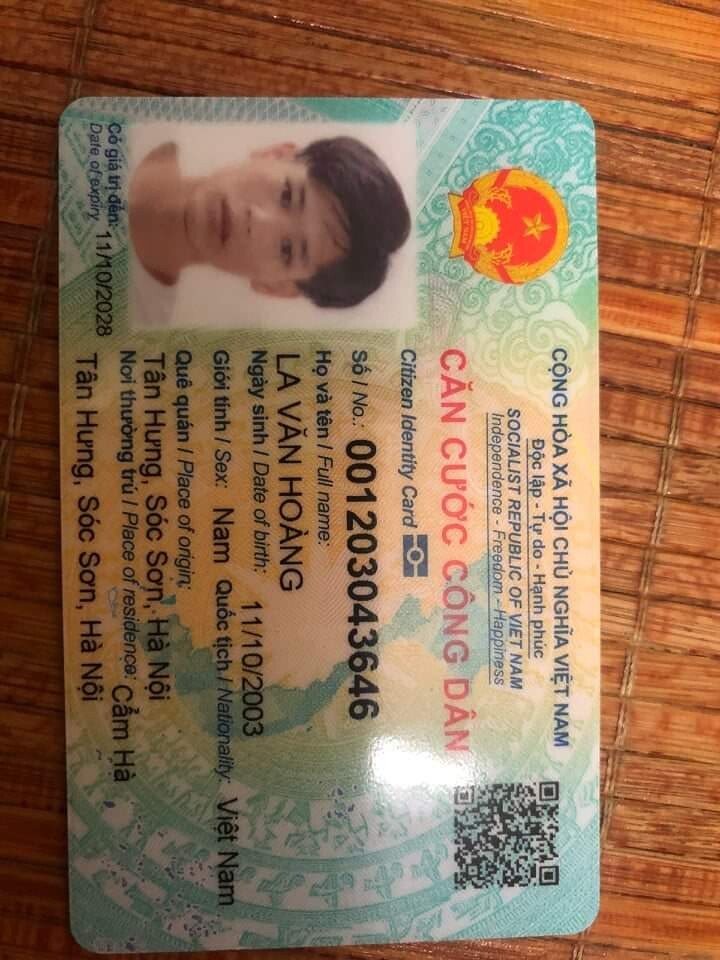 CỘNG HÒA XÃ HỘI CHỦ NGHĨA VIỆT NAM
Độc lập - Tự do - Hạnh phúc
SOCIALIST REPUBLIC OF VIET NAM
Independence - Freedom - Happiness
CĂN CƯỚC CÔNG DÂN
Citizen Identity Card
Số / No.: 001203043646
Họ và tên / Full name:
LA VĂN HOÀNG
Ngày sinh / Date of birth: 11/10/2003
Giới tính / Sex: Nam Quốc tịch / Nationality: Việt Nam
Quê quán / Place of origin:
Tân Hưng, Sóc Sơn, Hà Nội
Nơi thường trú / Place of residence: Cẩm Hà
Tân Hưng, Sóc Sơn, Hà Nội
Có giá trị đến: 11/10/2028
Date of expiry
VIỆT NAM